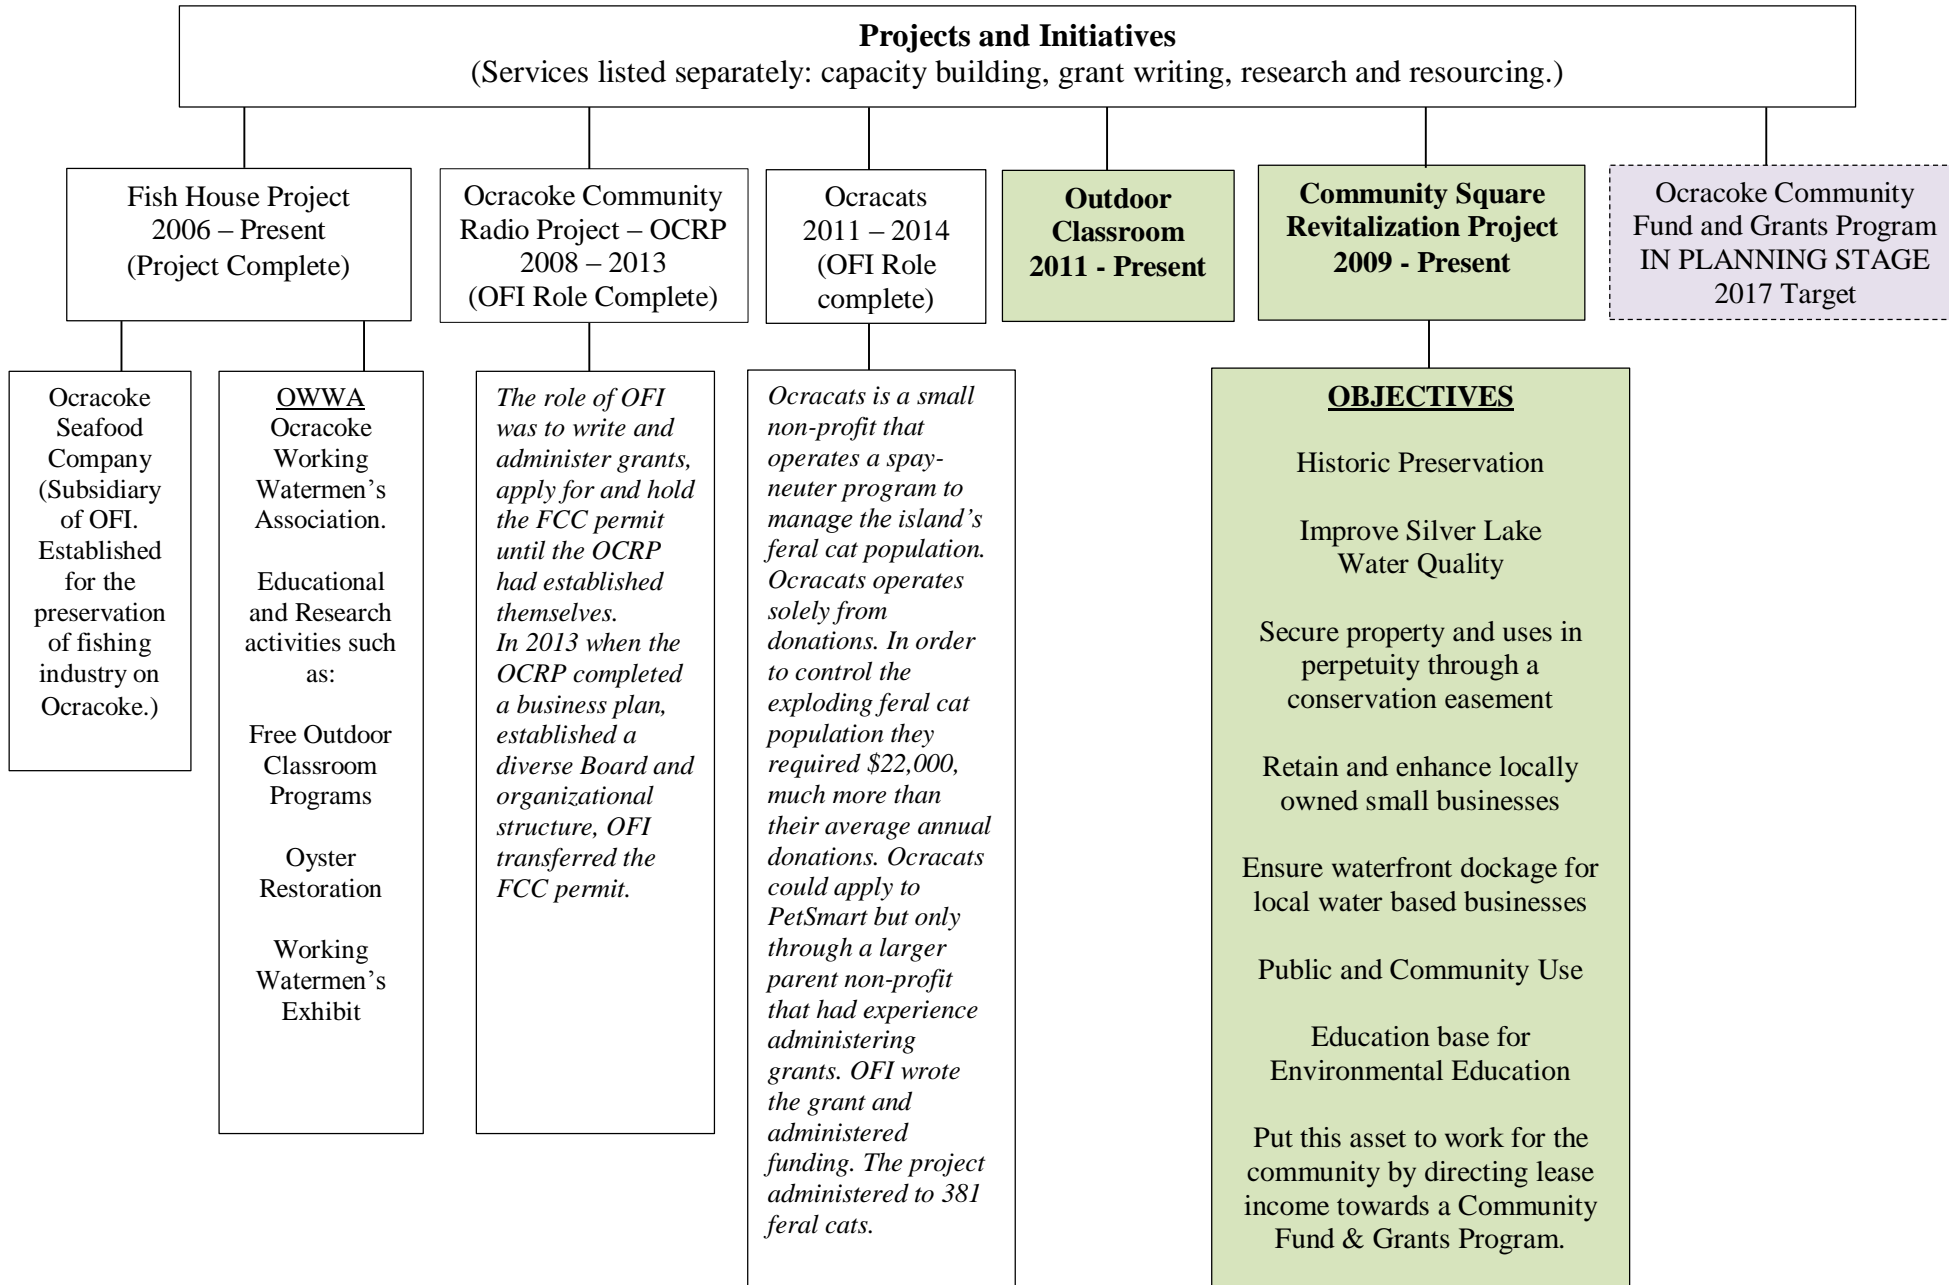 Projects and Initiatives
(Services listed separately: capacity building, grant writing, research and resourcing.)
Fish House Project
2006 – Present
(Project Complete)
Ocracoke Community
Radio Project – OCRP
2008 – 2013
(OFI Role Complete)
Ocracats
2011 – 2014
(OFI Role
complete)
Outdoor
Classroom
2011 - Present
Community Square
Revitalization Project
2009 - Present
Ocracoke Community
Fund and Grants Program
IN PLANNING STAGE
2017 Target
Ocracoke
Seafood
Company
(Subsidiary
of OFI.
Established
for the
preservation
of fishing
industry on
Ocracoke.)
OWWA
Ocracoke
Working
Watermen’s
Association.
Educational
and Research
activities such
as:
Free Outdoor
Classroom
Programs
Oyster
Restoration
Working
Watermen’s
Exhibit
The role of OFI
was to write and
administer grants,
apply for and hold
the FCC permit
until the OCRP
had established
themselves.
In 2013 when the
OCRP completed
a business plan,
established a
diverse Board and
organizational
structure, OFI
transferred the
FCC permit.
Ocracats is a small
non-profit that
operates a spay-
neuter program to
manage the island’s
feral cat population.
Ocracats operates
solely from
donations. In order
to control the
exploding feral cat
population they
required $22,000,
much more than
their average annual
donations. Ocracats
could apply to
PetSmart but only
through a larger
parent non-profit
that had experience
administering
grants. OFI wrote
the grant and
administered
funding. The project
administered to 381
feral cats.
OBJECTIVES
Historic Preservation
Improve Silver Lake
Water Quality
Secure property and uses in
perpetuity through a
conservation easement
Retain and enhance locally
owned small businesses
Ensure waterfront dockage for
local water based businesses
Public and Community Use
Education base for
Environmental Education
Put this asset to work for the
community by directing lease
income towards a Community
Fund & Grants Program.